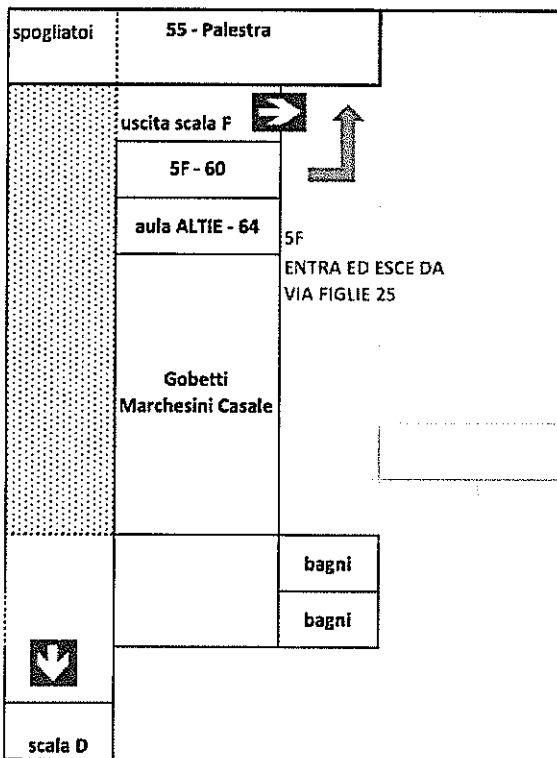 spogliatoi
55 - Palestra
uscita scala F
5F - 60
aula ALTIE - 64
5F
ENTRA ED ESCE DA
VIA FIGLIE 25
Gobetti
Marchesini Casale
bagni
bagni
scala D